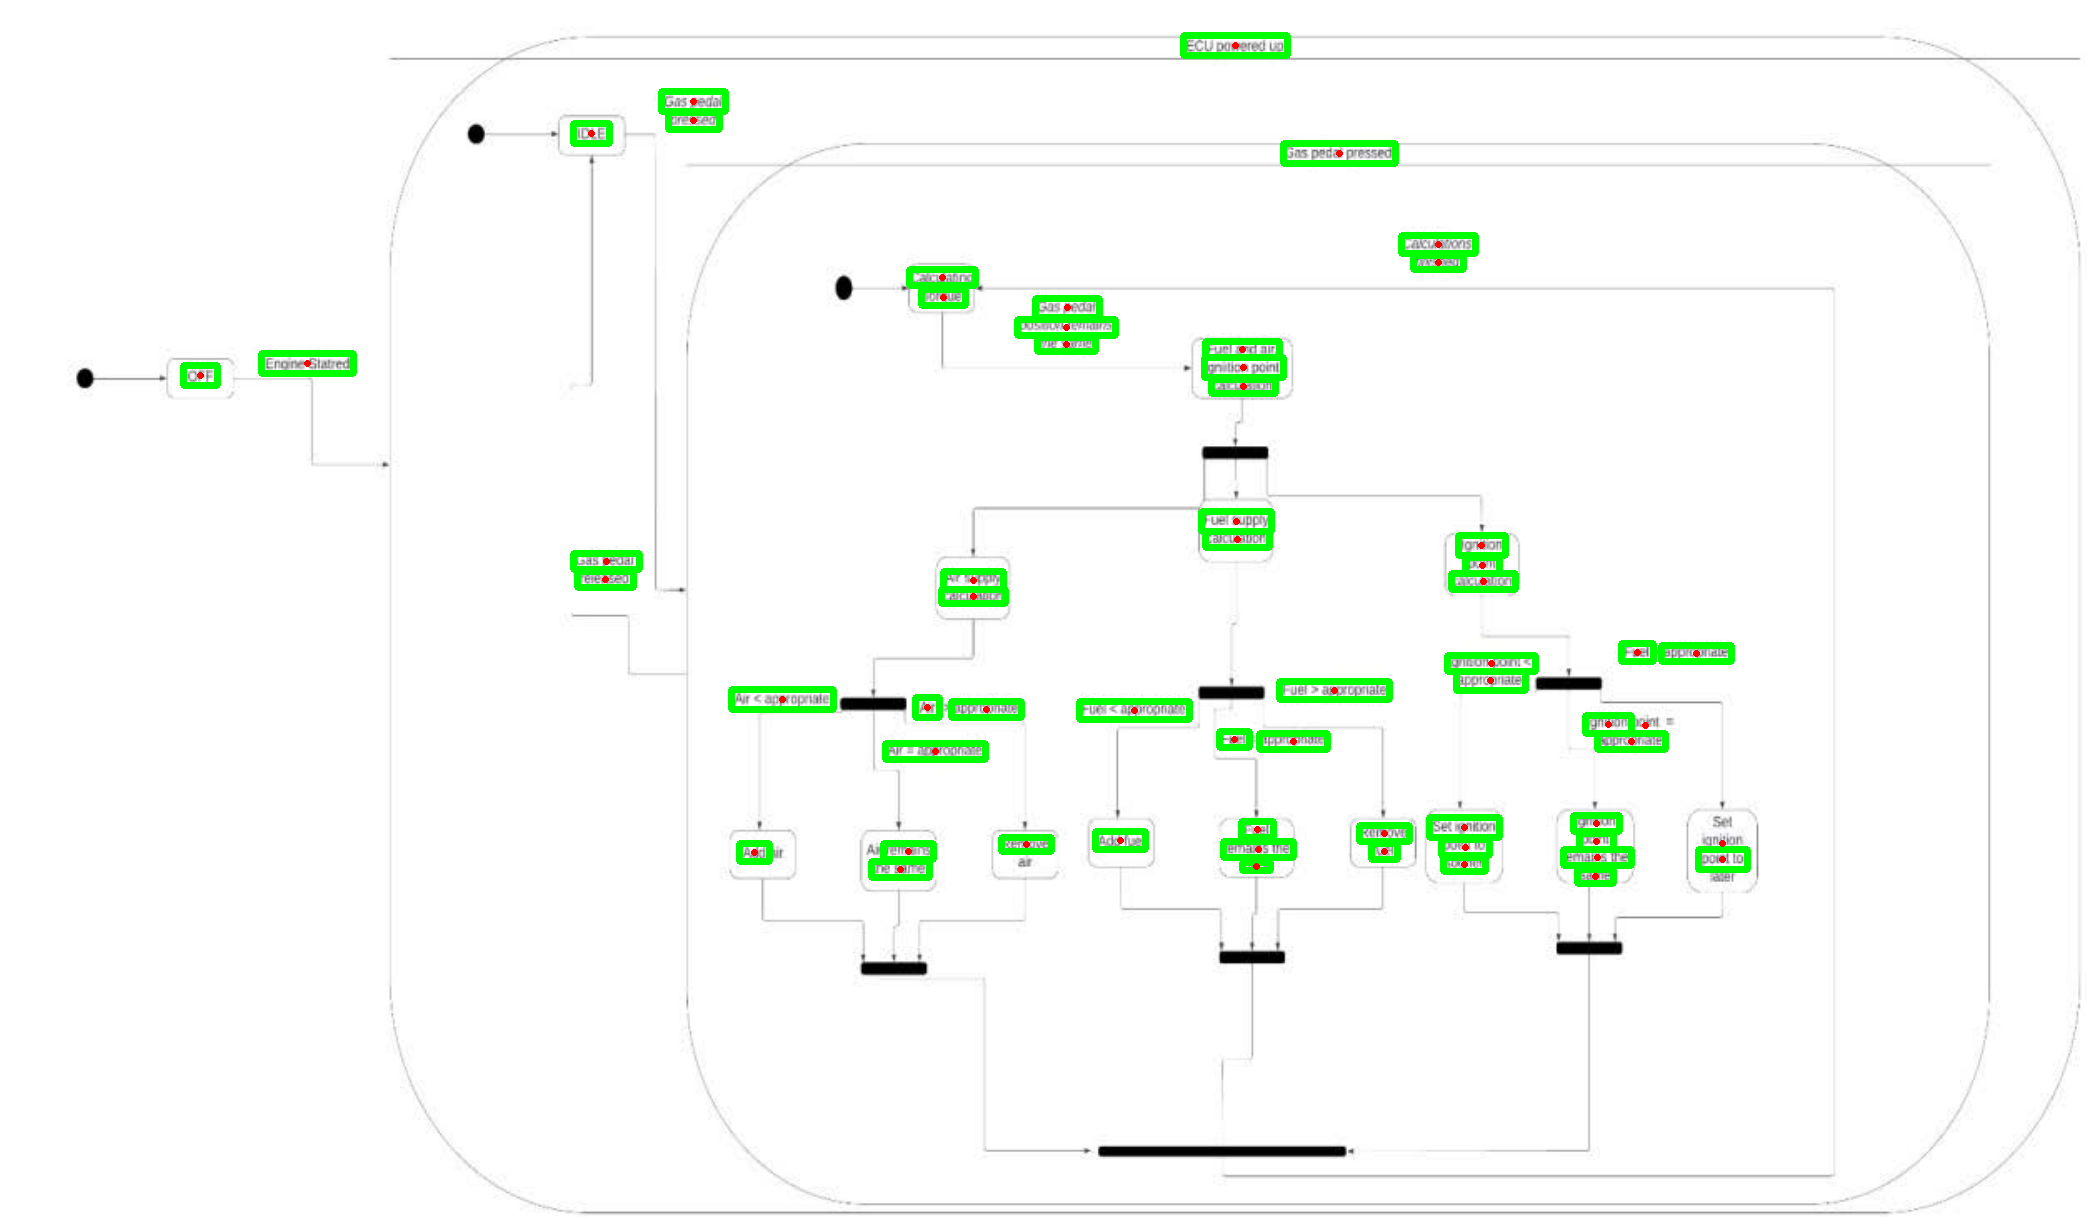 ECU powered up
Gas pedal
pressed
IDLE
Gas pedal pressed
Calculations
finished
Calculating
Torque
Gas pedal
position remains
the same
Fuel and air
ignition point
calculation
OFF
Engine Statred
Fuel supply
calculation
Gas pedal
released
Air supply
calculation
Ignition
point
calculation
Ignition point <
appropriate
Fuel appropriate
Air < appropriate
Air > appropriate
Air = appropriate
Fuel < appropriate
Fuel > appropriate
Fuel appropriate
Ignition point =
appropriate
Add air
Air remains
the same
Remove
air
Add fuel
Fuel
remains the
Remove
fuel
Set ignition
point to
Ignition
point
remains the
same
Set
ignition
point to
later